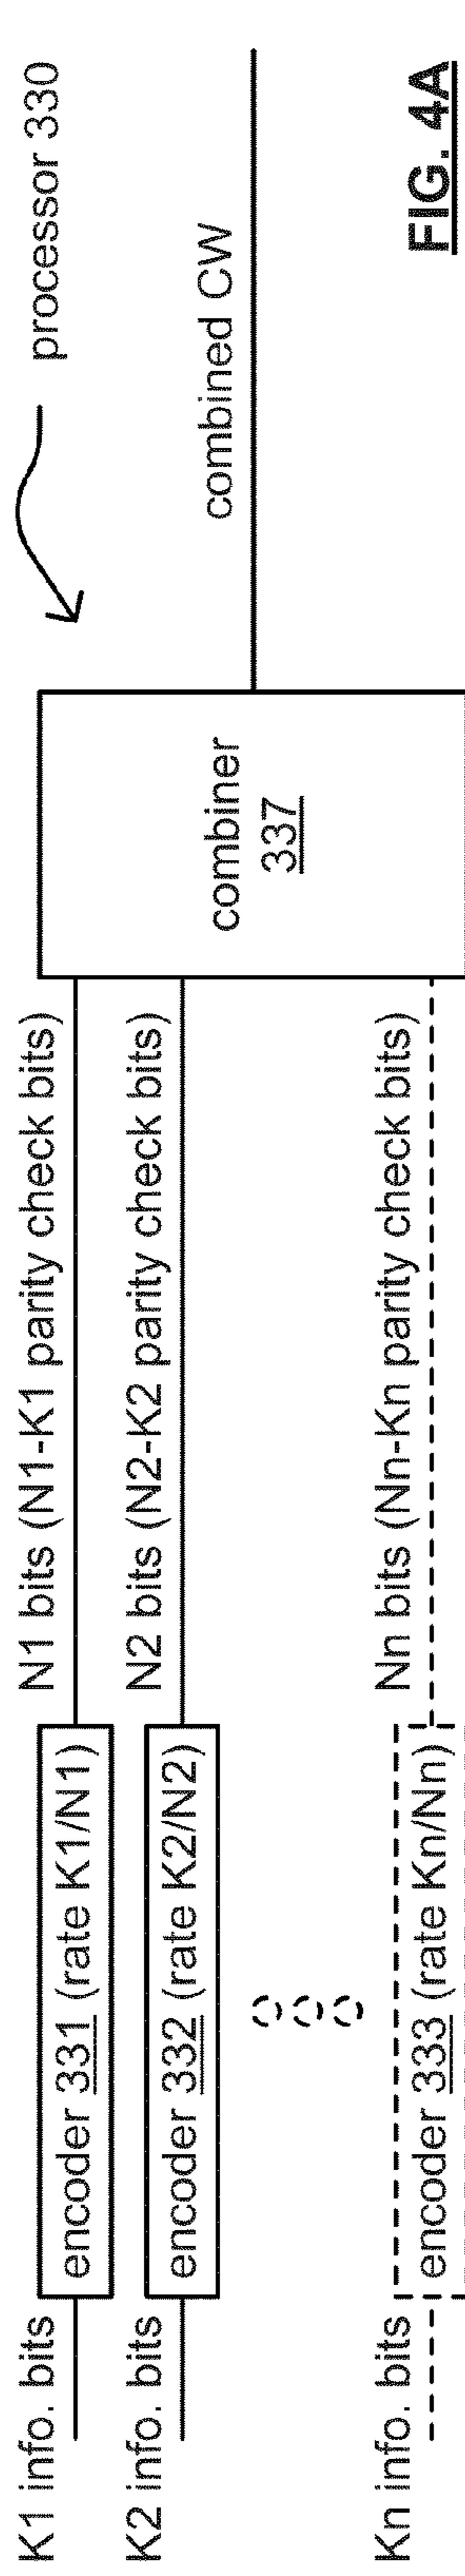 processor 330
K1 info. bits
encoder 331 (rate K1/N1)
N1 bits (N1-K1 parity check bits)
K2 info. bits
encoder 332 (rate K2/N2)
N2 bits (N2-K2 parity check bits)
combiner
337
combined CW
Kn info. bits
encoder 333 (rate Kn/Nn)
Nn bits (Nn-Kn parity check bits)
FIG. 4A